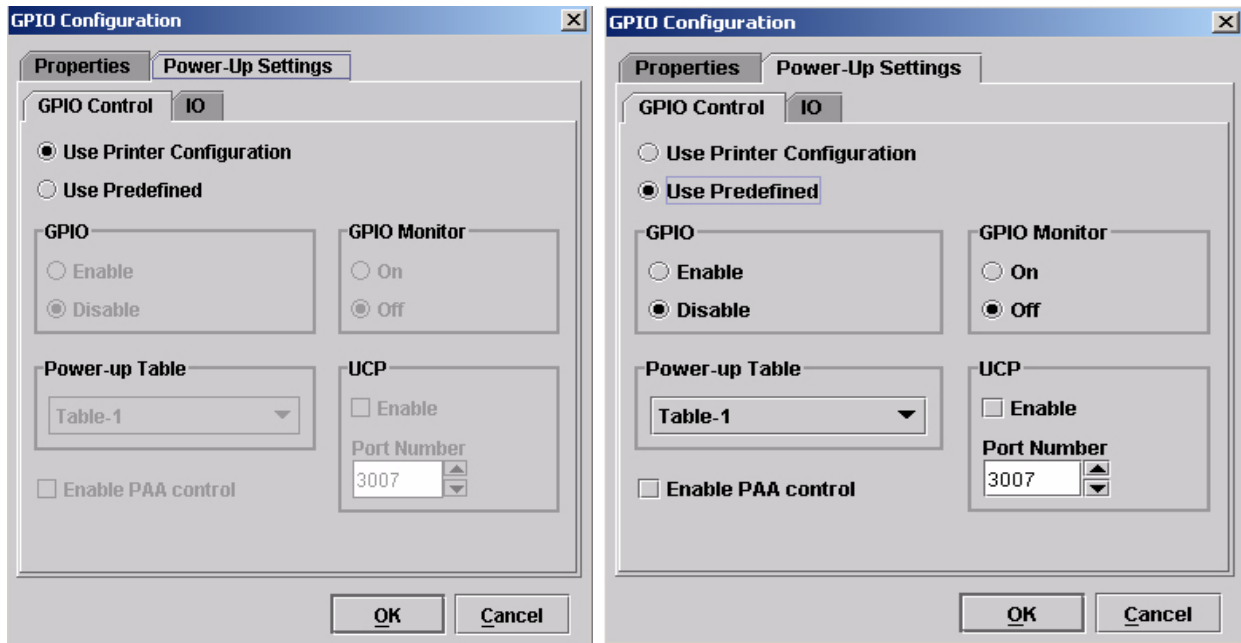 GPIO Configuration
Properties Power-Up Settings
GPIO Control IO
Use Printer Configuration
Use Predefined
GPIO GPIO Monitor
Enable On
Disable Off
Power-up Table UCP
Table-1 Enable
Port Number
3007
Enable PAA control
OK Cancel
GPIO Configuration
Properties Power-Up Settings
GPIO Control IO
Use Printer Configuration
Use Predefined
GPIO GPIO Monitor
Enable On
Disable Off
Power-up Table UCP
Table-1 Enable
Port Number
3007
Enable PAA control
OK Cancel